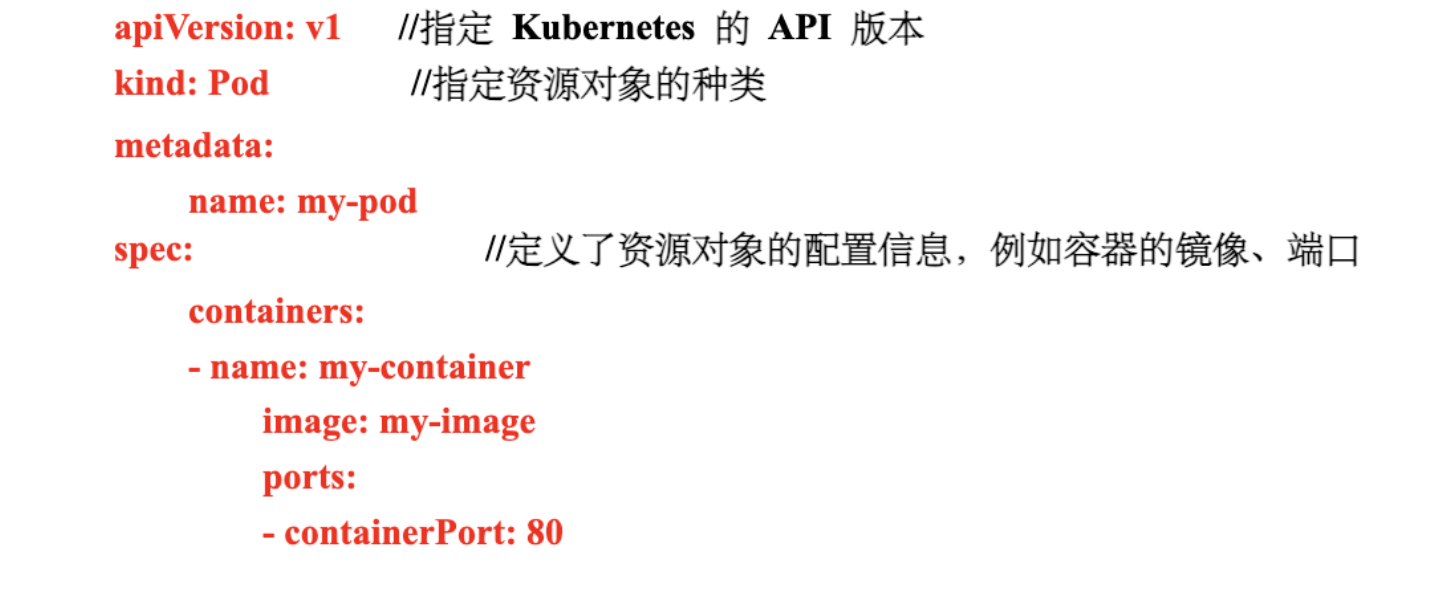 apiVersion: v1 //指定 Kubernetes 的 API 版本
kind: Pod //指定资源对象的种类
metadata:
name: my-pod
spec: //定义了资源对象的配置信息，例如容器的镜像、端口
containers:
- name: my-container
image: my-image
ports:
- containerPort: 80